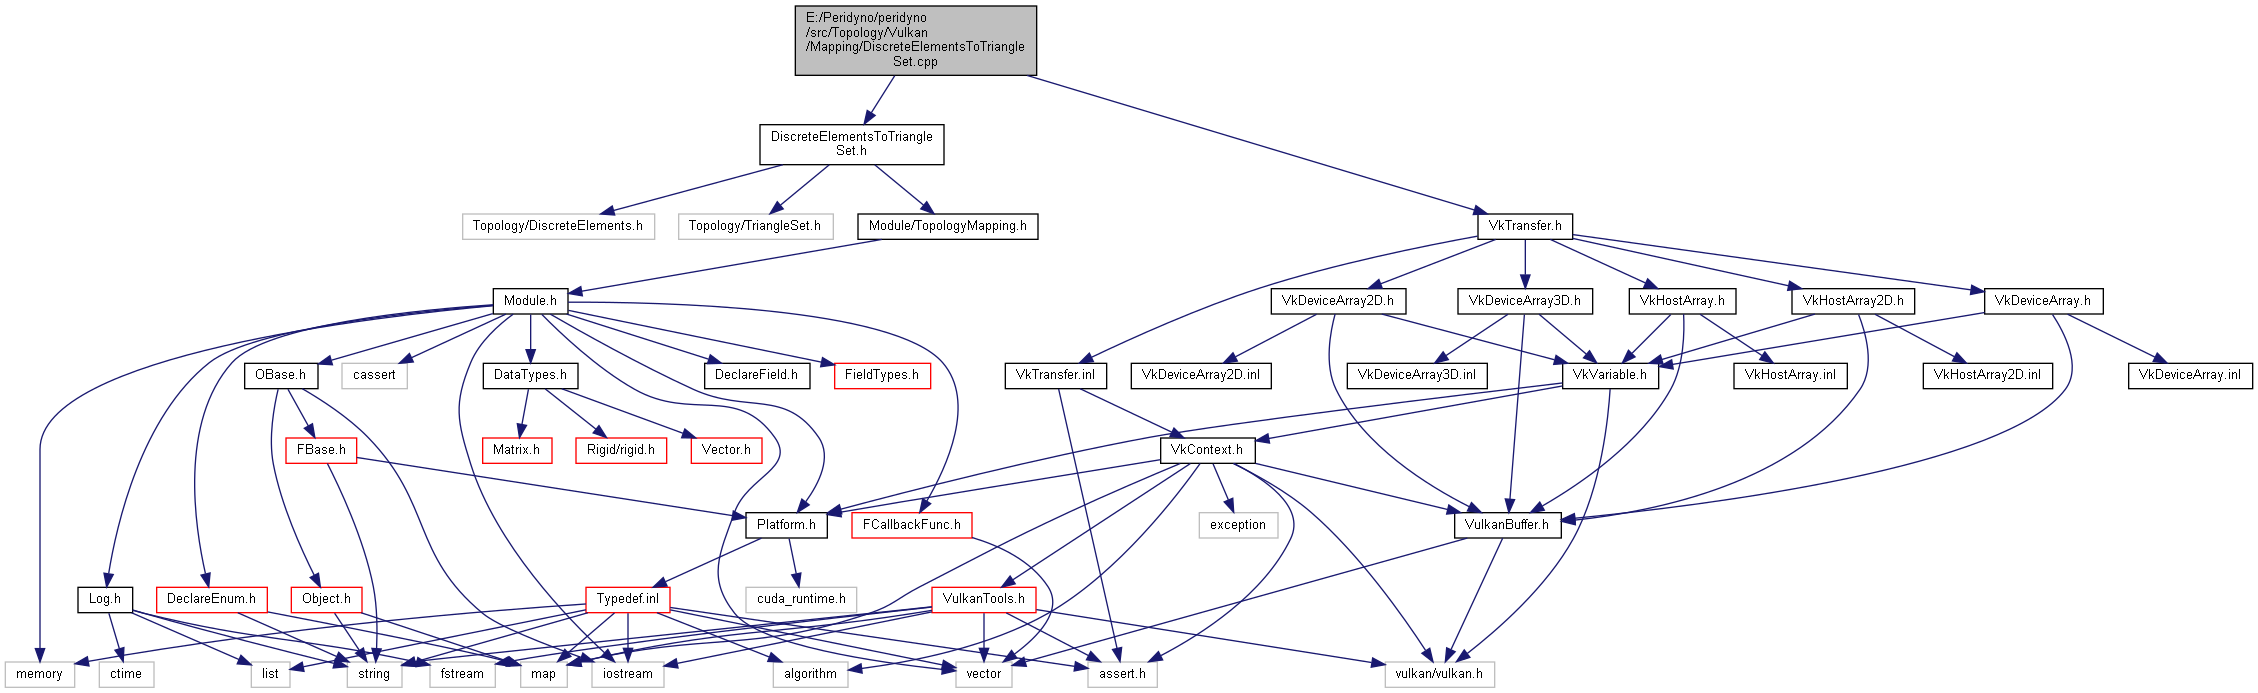 E:/Peridyno/peridyno
/src/Topology/Vulkan
/Mapping/DiscreteElementsToTriangle
Set.cpp
DiscreteElementsToTriangle
Set.h
Topology/DiscreteElements.h
Topology/TriangleSet.h
Module/TopologyMapping.h
VkTransfer.h
Module.h
VkDeviceArray2D.h
VkDeviceArray3D.h
VkHostArray.h
VkHostArray2D.h
VkDeviceArray.h
OBase.h
cassert
DataTypes.h
DeclareField.h
FieldTypes.h
VkTransfer.inl
VkDeviceArray2D.inl
VkDeviceArray3D.inl
VkVariable.h
VkHostArray.inl
VkHostArray2D.inl
VkDeviceArray.inl
FBase.h
Matrix.h
Rigid/rigid.h
Vector.h
VkContext.h
Platform.h
FCallbackFunc.h
exception
VulkanBuffer.h
Log.h
DeclareEnum.h
Object.h
Typedef.inl
cuda_runtime.h
VulkanTools.h
memory
ctime
list
string
fstream
map
iostream
algorithm
vector
assert.h
vulkan/vulkan.h